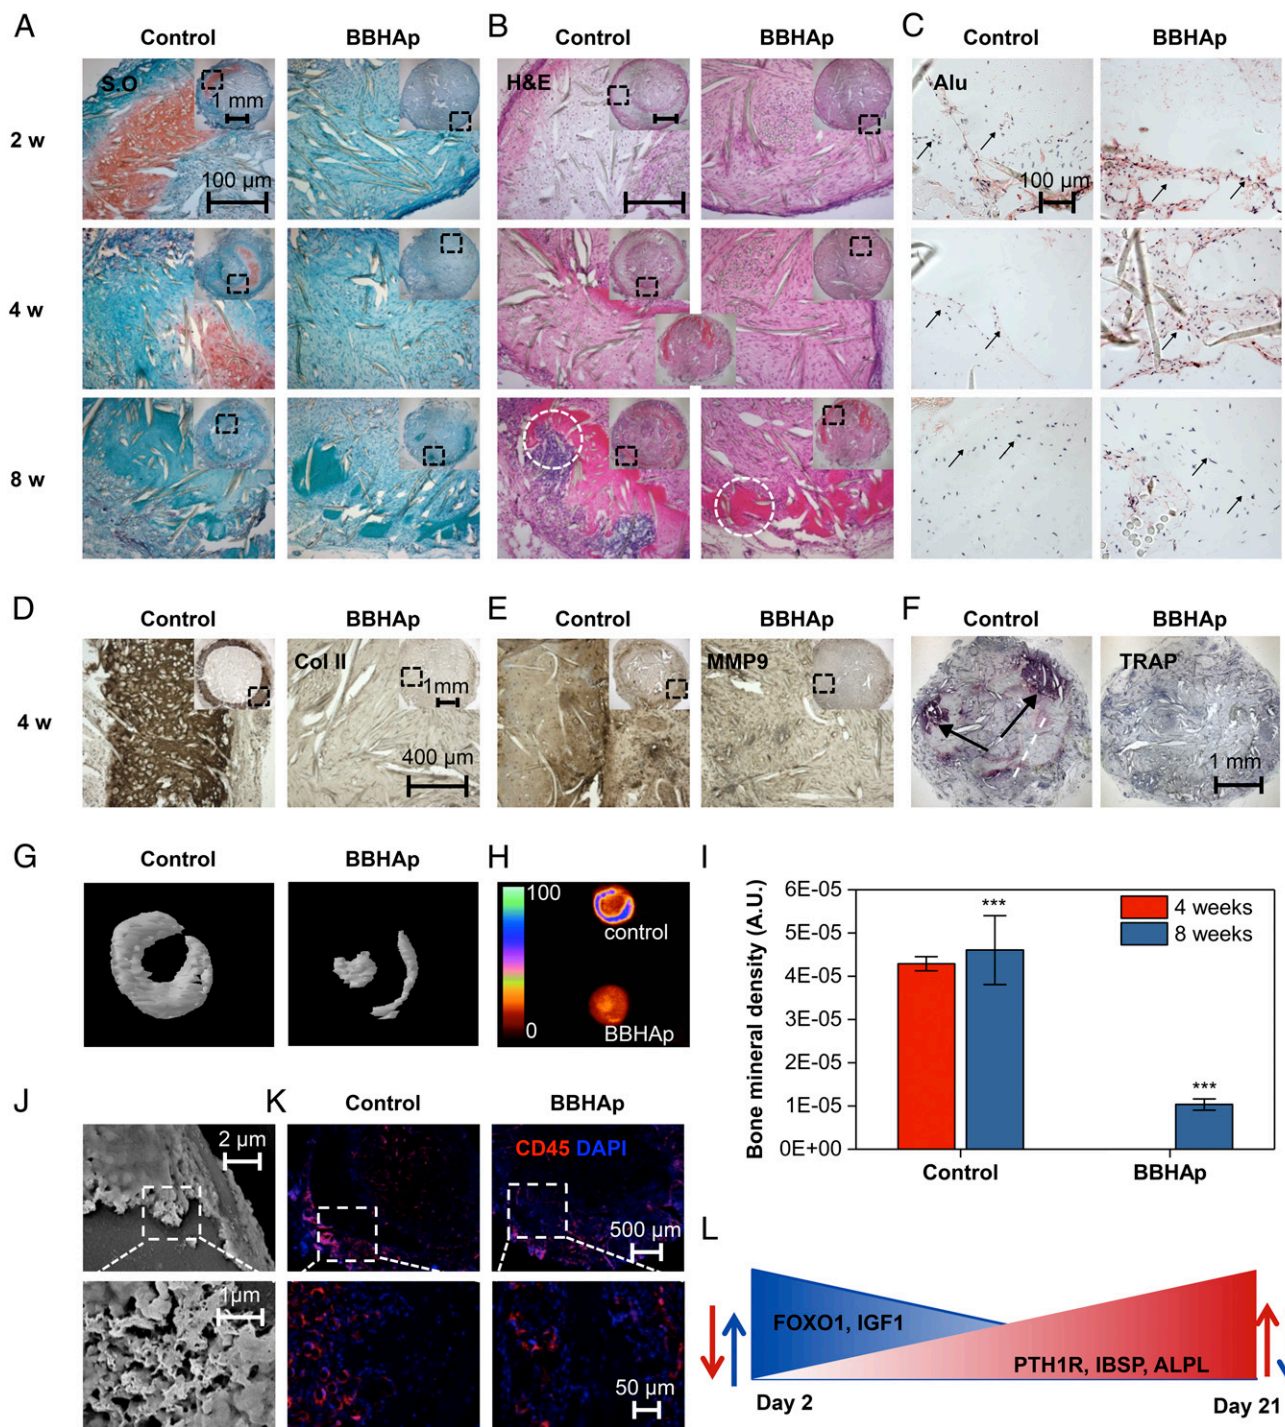 A
Control
BBHAp
B
Control
BBHAp
C
Control
BBHAp
2 w
S.O
1 mm
100 µm
H&E
Alu
100 µm
4 w
8 w
D
Control
BBHAp
E
Control
BBHAp
F
Control
BBHAp
4 w
Col II
1mm
400 µm
MMP9
TRAP
1 mm
G
Control
BBHAp
H
100
control
0
BBHAp
I
Bone mineral density (A.U.)
6E-05
5E-05
4E-05
3E-05
2E-05
1E-05
0E+00
***
***
4 weeks
8 weeks
Control
BBHAp
J
2 µm
1µm
K
Control
BBHAp
CD45 DAPI
500 µm
50 µm
L
FOXO1, IGF1
PTH1R, IBSP, ALPL
Day 2
Day 21